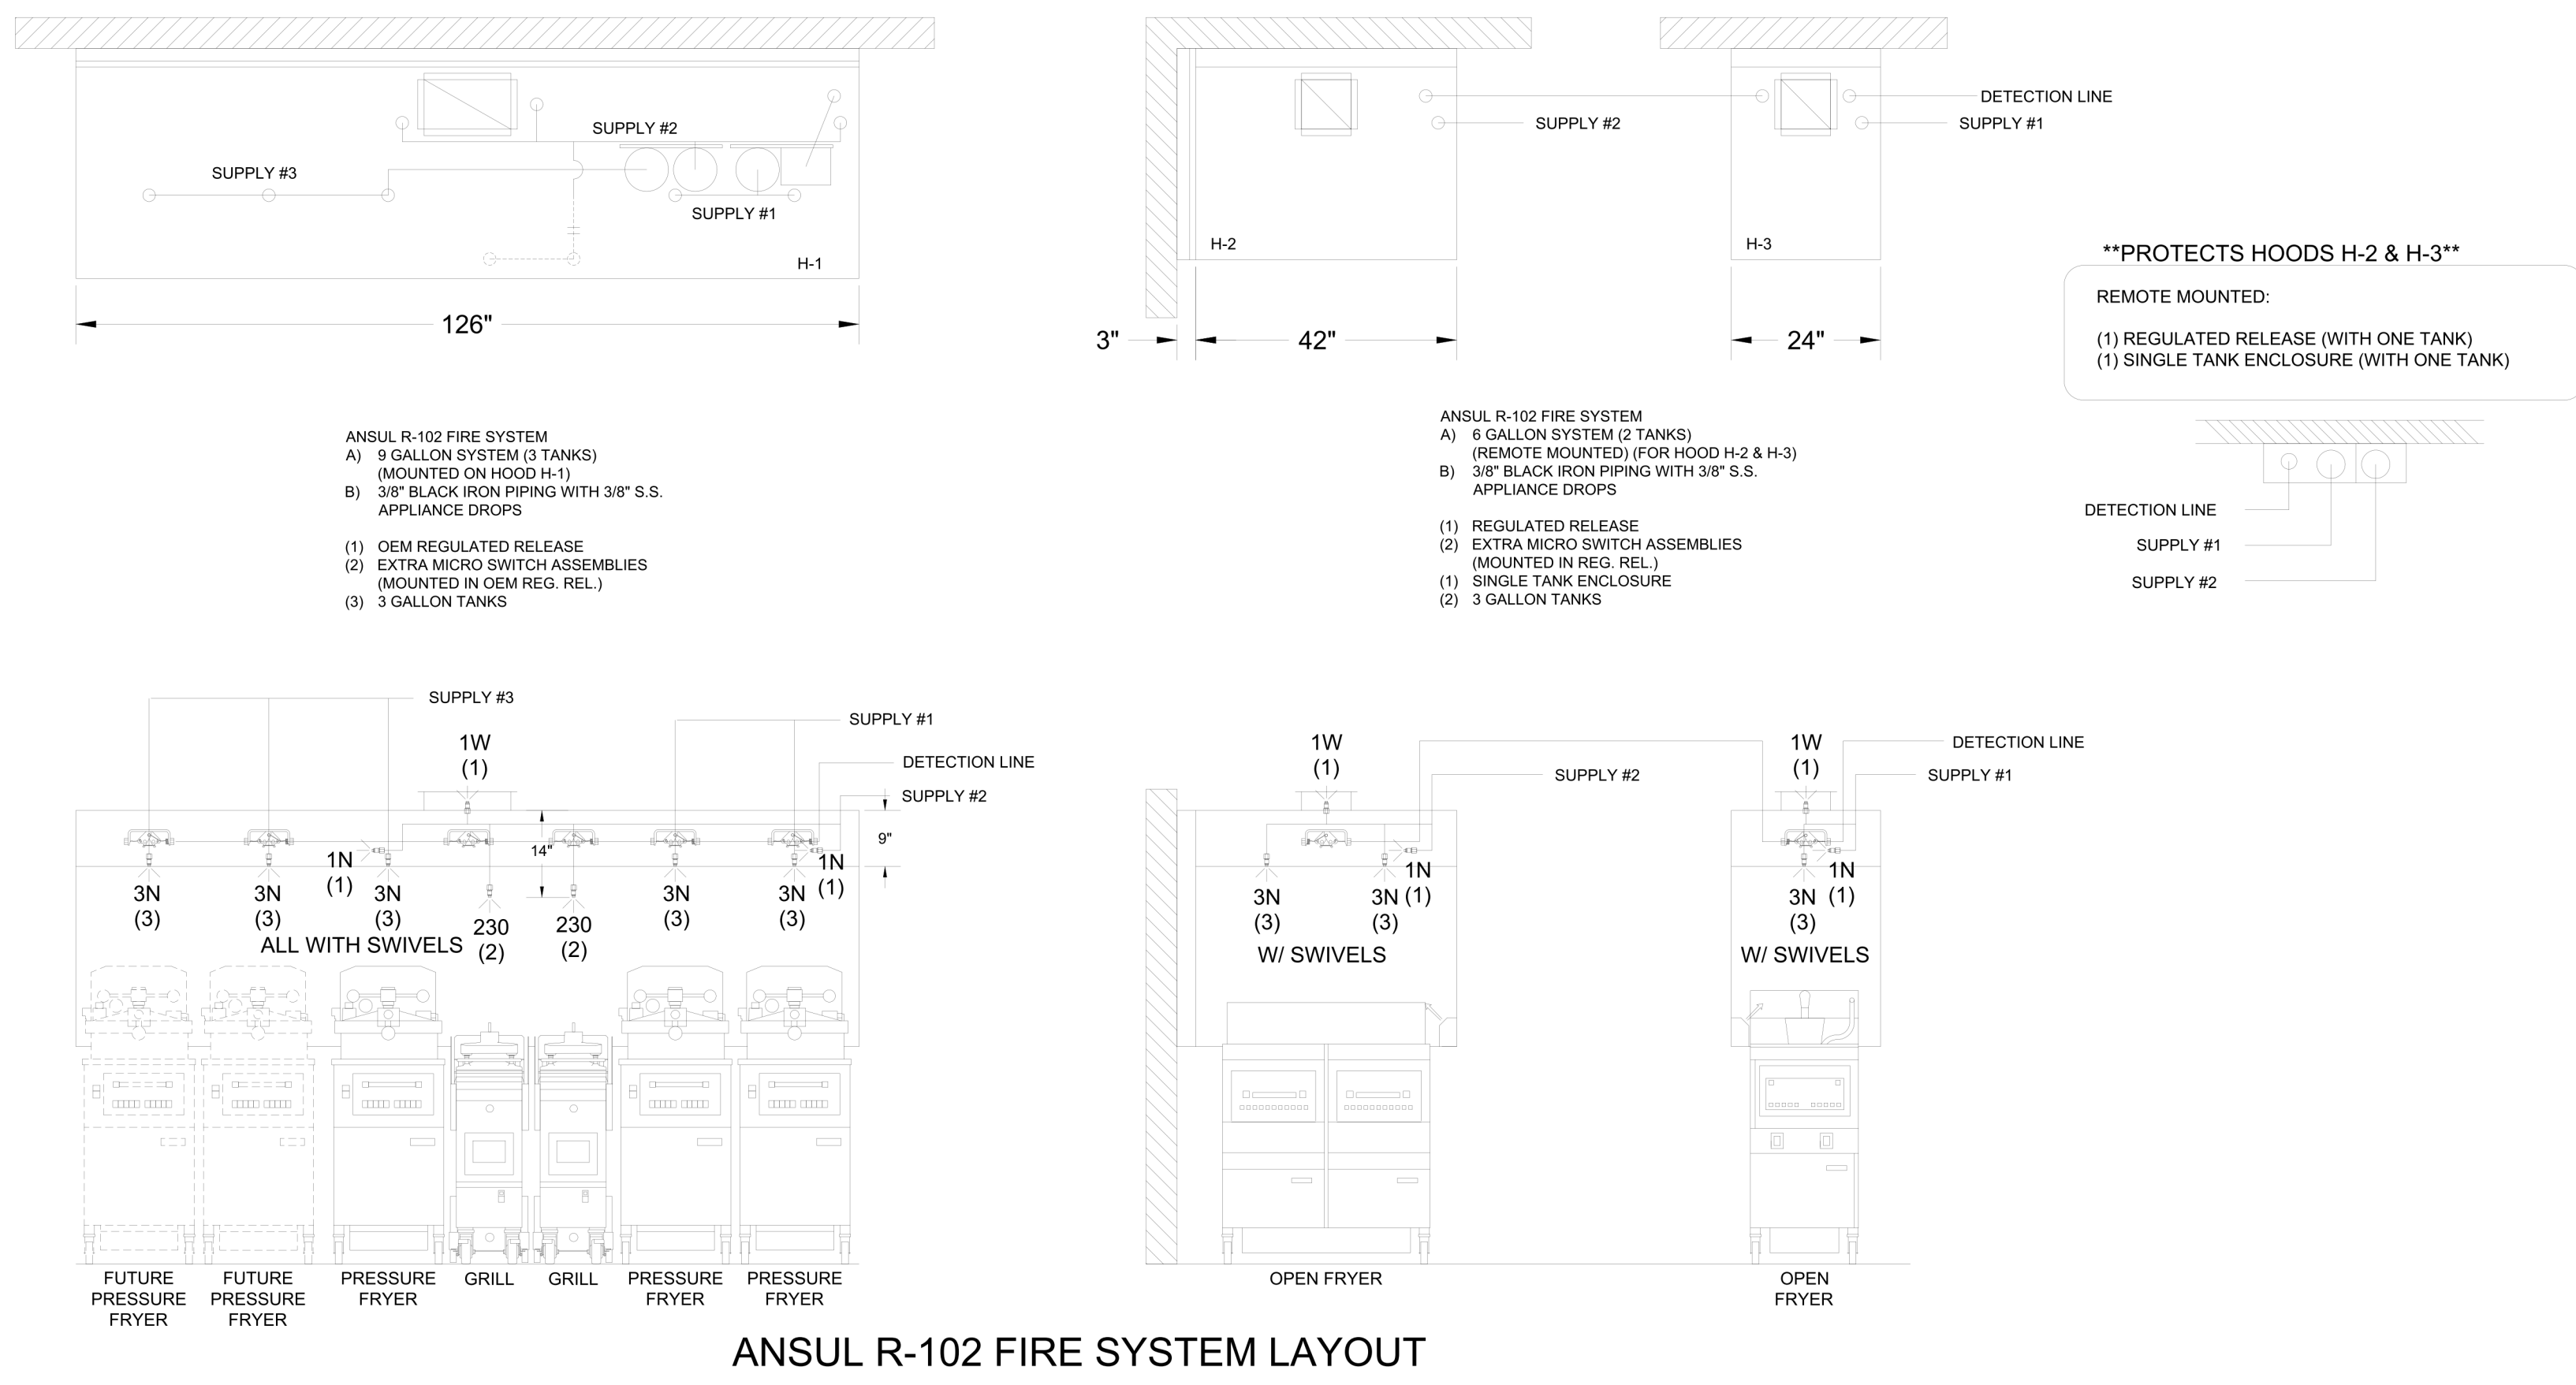 SUPPLY #2
SUPPLY #3
SUPPLY #1
H-1
126"
DETECTION LINE
SUPPLY #2
SUPPLY #1
H-2
H-3
3"
42"
24"
**PROTECTS HOODS H-2 & H-3**
REMOTE MOUNTED:
(1) REGULATED RELEASE (WITH ONE TANK)
(1) SINGLE TANK ENCLOSURE (WITH ONE TANK)
ANSUL R-102 FIRE SYSTEM
A) 9 GALLON SYSTEM (3 TANKS)
(MOUNTED ON HOOD H-1)
B) 3/8" BLACK IRON PIPING WITH 3/8" S.S.
APPLIANCE DROPS
(1) OEM REGULATED RELEASE
(2) EXTRA MICRO SWITCH ASSEMBLIES
(MOUNTED IN OEM REG. REL.)
(3) 3 GALLON TANKS
ANSUL R-102 FIRE SYSTEM
A) 6 GALLON SYSTEM (2 TANKS)
(REMOTE MOUNTED) (FOR HOOD H-2 & H-3)
B) 3/8" BLACK IRON PIPING WITH 3/8" S.S.
APPLIANCE DROPS
(1) REGULATED RELEASE
(2) EXTRA MICRO SWITCH ASSEMBLIES
(MOUNTED IN REG. REL.)
(1) SINGLE TANK ENCLOSURE
(2) 3 GALLON TANKS
DETECTION LINE
SUPPLY #1
SUPPLY #2
SUPPLY #3
SUPPLY #1
1W
(1)
DETECTION LINE
SUPPLY #2
9"
14"
1N
(1)
1N
(1)
3N
(3)
3N
(3)
3N
(3)
230
(2)
230
(2)
3N
(3)
3N
(3)
ALL WITH SWIVELS
1W
(1)
SUPPLY #2
1W
(1)
DETECTION LINE
SUPPLY #1
1N
(1)
3N
(3)
3N
(3)
W/ SWIVELS
1N
(1)
3N
(3)
W/ SWIVELS
FUTURE
PRESSURE
FRYER
FUTURE
PRESSURE
FRYER
PRESSURE
FRYER
GRILL
GRILL
PRESSURE
FRYER
PRESSURE
FRYER
OPEN FRYER
OPEN
FRYER
ANSUL R-102 FIRE SYSTEM LAYOUT